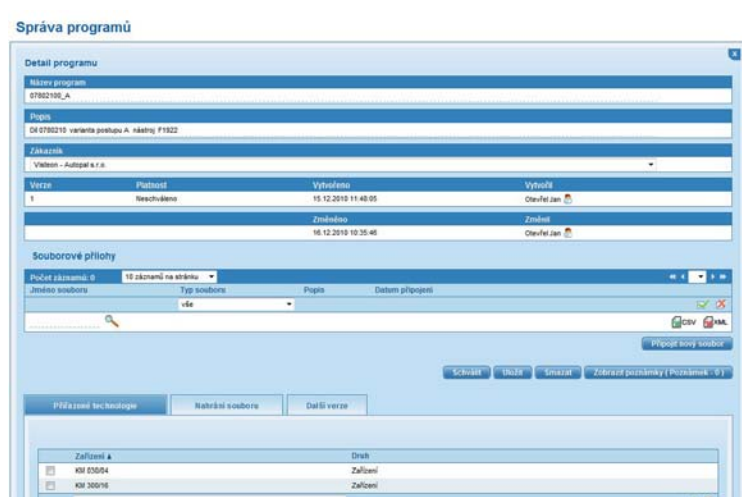 Správa programů
x
Detail programu
Název program
07802100_A
Popis
Díl 0780210 varianta postupu A nástroj F1922
Zákazník
Visteon - Autopal s.r.o.
Verze Platnost Vytvořeno Vytvořil
1 Neschváleno 15.12.2010 11:48:05 Otevřel Jan
Změněno Změnil
16.12.2010 10:35:46 Otevřel Jan
Souborové přílohy
Počet záznamů: 0 10 záznamů na stránku
Jméno souboru Typ souboru Popis Datum připojení
vše
CSV XML
Připojit nový soubor
Schválit Uložit Smazat Zobrazit poznámky ( Poznámek - 0 )
Přiřazené technologie Nahrání souboru Další verze
Zařízení Druh
KM 030/04 Zařízení
KM 300/16 Zařízení